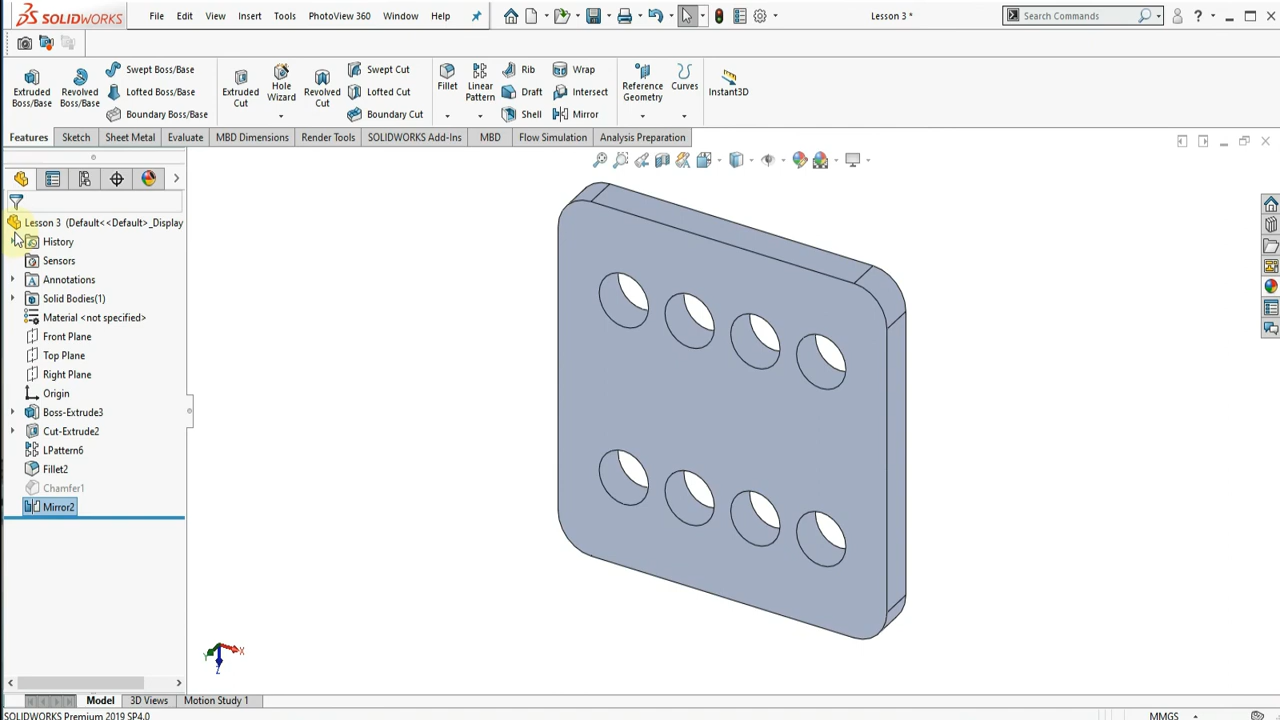 SOLIDWORKS File Edit View Insert Tools PhotoView 360 Window Help Lesson 3 * Search Commands ?
Extruded Boss/Base
Revolved Boss/Base
Swept Boss/Base
Lofted Boss/Base
Boundary Boss/Base
Extruded Cut
Hole Wizard
Revolved Cut
Swept Cut
Lofted Cut
Boundary Cut
Fillet
Linear Pattern
Rib
Draft
Shell
Wrap
Intersect
Mirror
Reference Geometry
Curves
Instant3D
Features Sketch Sheet Metal Evaluate MBD Dimensions Render Tools SOLIDWORKS Add-Ins MBD Flow Simulation Analysis Preparation
Lesson 3 (Default<<Default>_Display
History
Sensors
Annotations
Solid Bodies(1)
Material <not specified>
Front Plane
Top Plane
Right Plane
Origin
Boss-Extrude3
Cut-Extrude2
LPattern6
Fillet2
Chamfer1
Mirror2
Y X
Z
Model 3D Views Motion Study 1
SOLIDWORKS Premium 2019 SP4.0 MMGS